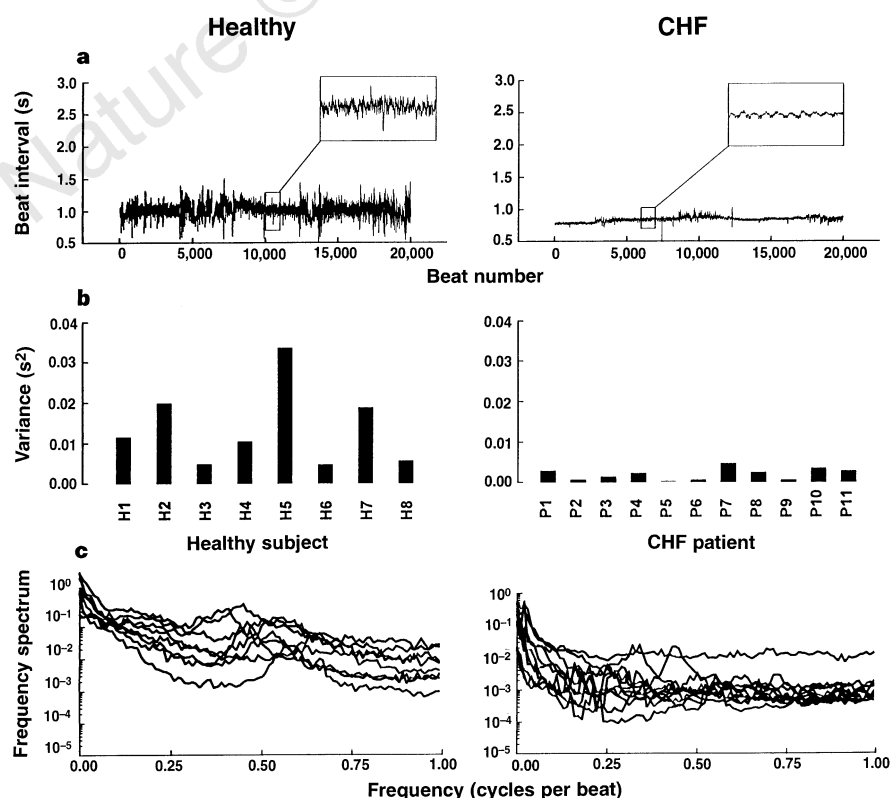 Nature ©
Healthy
CHF
a
Beat interval (s)
3.0
2.5
2.0
1.5
1.0
0.5
0
5,000
10,000
15,000
20,000
3.0
2.5
2.0
1.5
1.0
0.5
0
5,000
10,000
15,000
20,000
Beat number
b
Variance (s²)
0.04
0.03
0.02
0.01
0.00
H1
H2
H3
H4
H5
H6
H7
H8
Healthy subject
0.04
0.03
0.02
0.01
0.00
P1
P2
P3
P4
P5
P6
P7
P8
P9
P10
P11
CHF patient
c
Frequency spectrum
10⁰
10⁻¹
10⁻²
10⁻³
10⁻⁴
10⁻⁵
0.00
0.25
0.50
0.75
1.00
10⁰
10⁻¹
10⁻²
10⁻³
10⁻⁴
10⁻⁵
0.00
0.25
0.50
0.75
1.00
Frequency (cycles per beat)